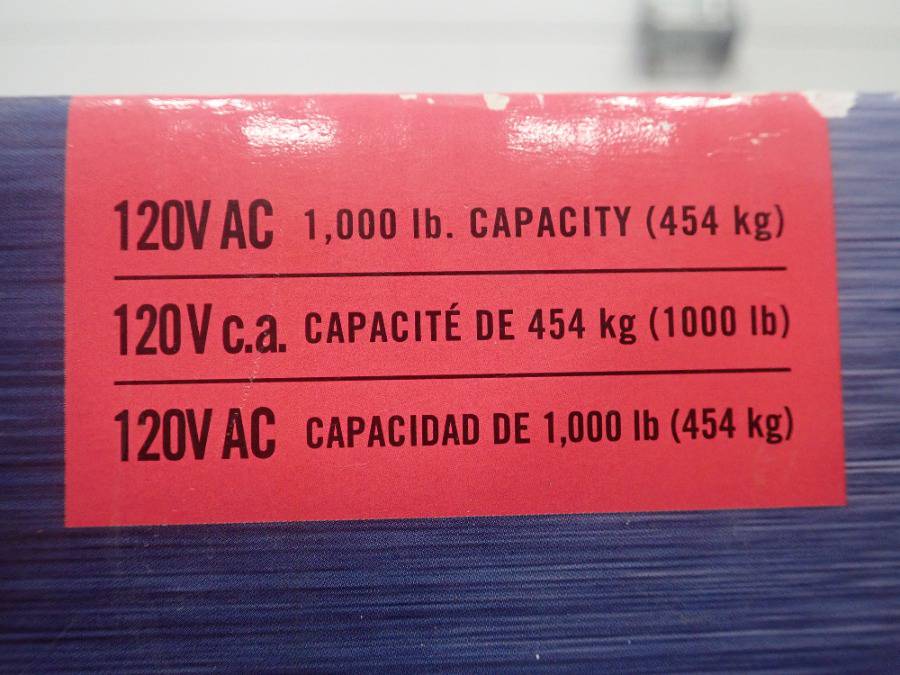 120V AC 1,000 lb. CAPACITY (454 kg)
120V c.a. CAPACITÉ DE 454 kg (1000 lb)
120V AC CAPACIDAD DE 1,000 lb (454 kg)